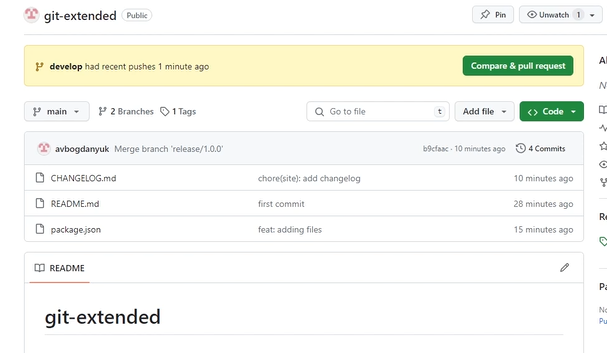 git-extended Public Pin Unwatch 1
develop had recent pushes 1 minute ago Compare & pull request
main 2 Branches 1 Tags Go to file t Add file Code
avbogdanyuk Merge branch 'release/1.0.0' b9cfaac · 10 minutes ago 4 Commits
CHANGELOG.md chore(site): add changelog 10 minutes ago
README.md first commit 28 minutes ago
package.json feat: adding files 15 minutes ago
README
git-extended